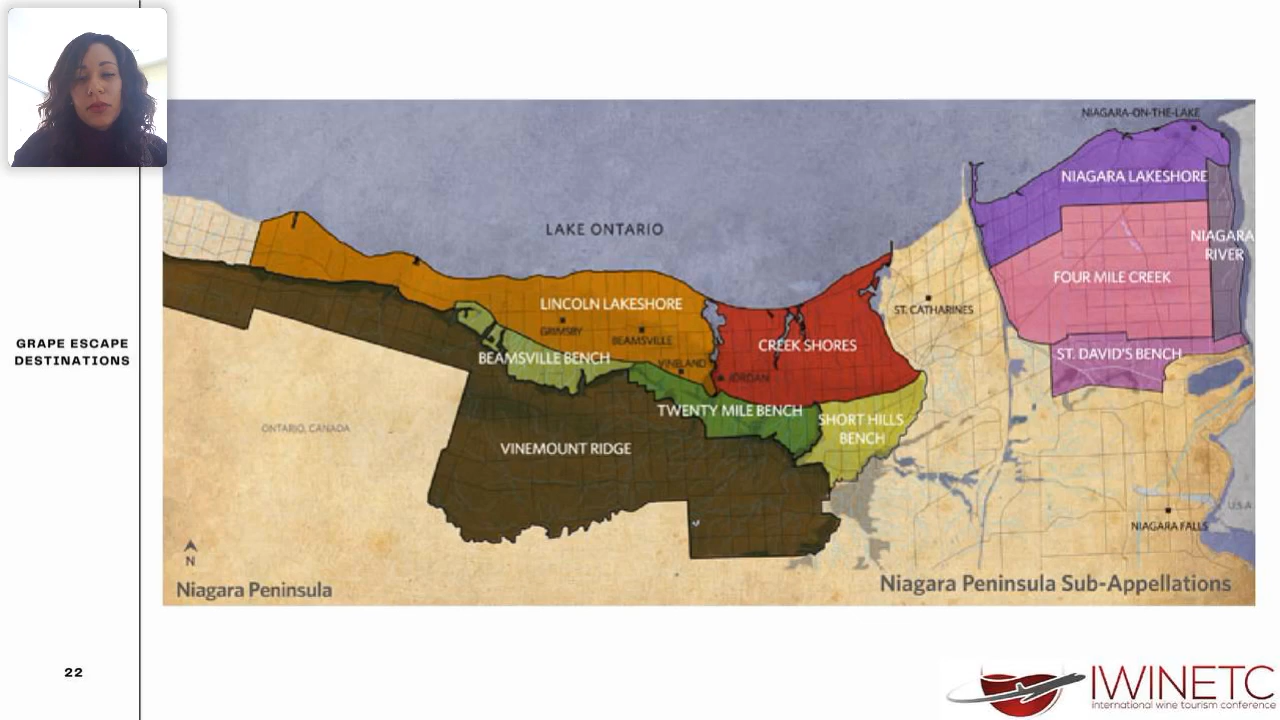 GRAPE ESCAPE
DESTINATIONS
22
NIAGARA-ON-THE-LAKE
NIAGARA LAKESHORE
LAKE ONTARIO
NIAGARA
RIVER
FOUR MILE CREEK
LINCOLN LAKESHORE
ST. CATHARINES
GRIMSBY
BEAMSVILLE
CREEK SHORES
BEAMSVILLE BENCH
ST. DAVID'S BENCH
VINELAND
JORDAN
TWENTY MILE BENCH
SHORT HILLS
BENCH
ONTARIO, CANADA
VINEMOUNT RIDGE
U.S.A
NIAGARA FALLS
N
Niagara Peninsula
Niagara Peninsula Sub-Appellations
IWINETC
international wine tourism conference